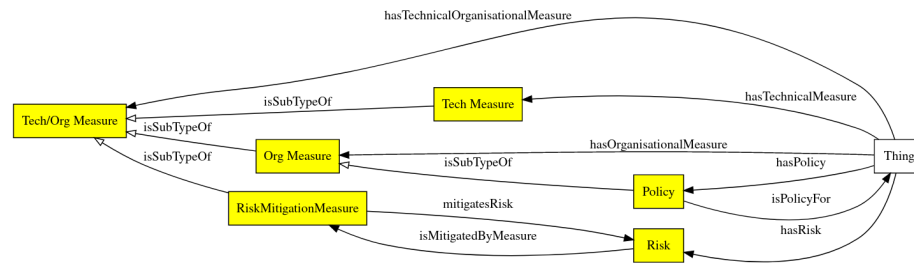 hasTechnicalOrganisationalMeasure
Tech/Org Measure
isSubTypeOf
Tech Measure
hasTechnicalMeasure
isSubTypeOf
Org Measure
isSubTypeOf
hasOrganisationalMeasure
Thing
isSubTypeOf
RiskMitigationMeasure
hasPolicy
Policy
isPolicyFor
mitigatesRisk
isMitigatedByMeasure
Risk
hasRisk